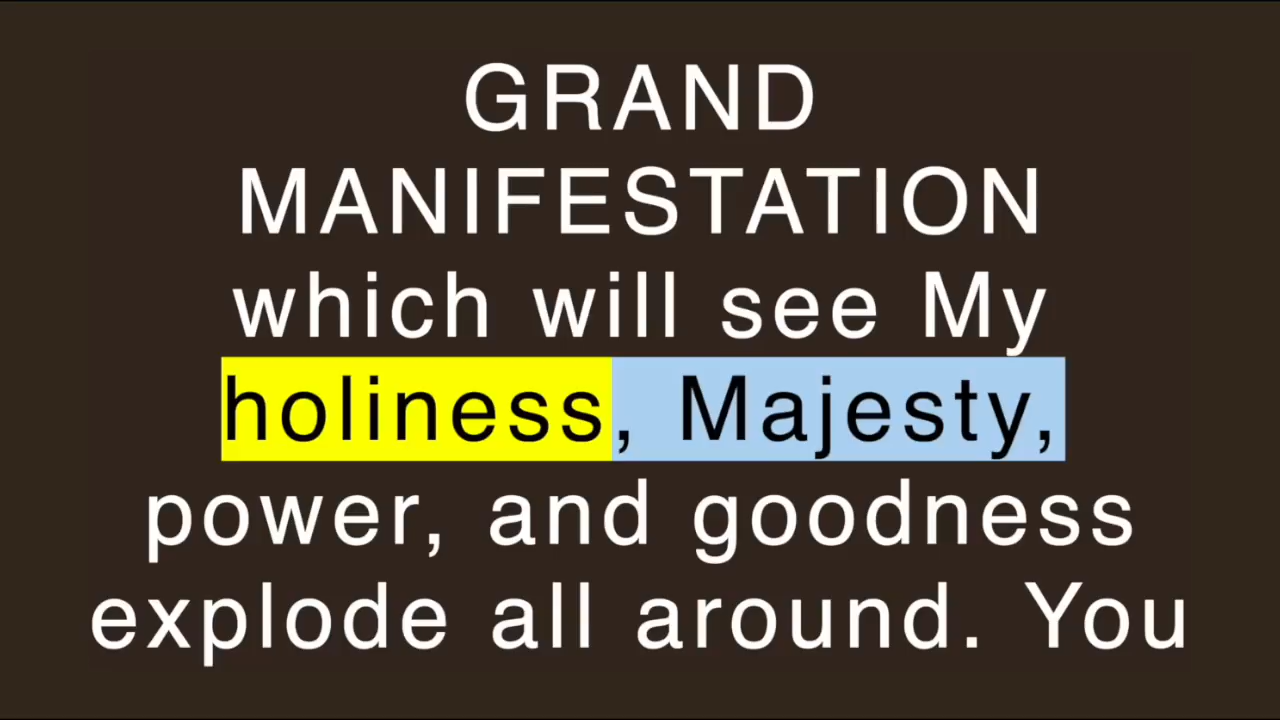 GRAND
MANIFESTATION
which will see My
holiness, Majesty,
power, and goodness
explode all around. You